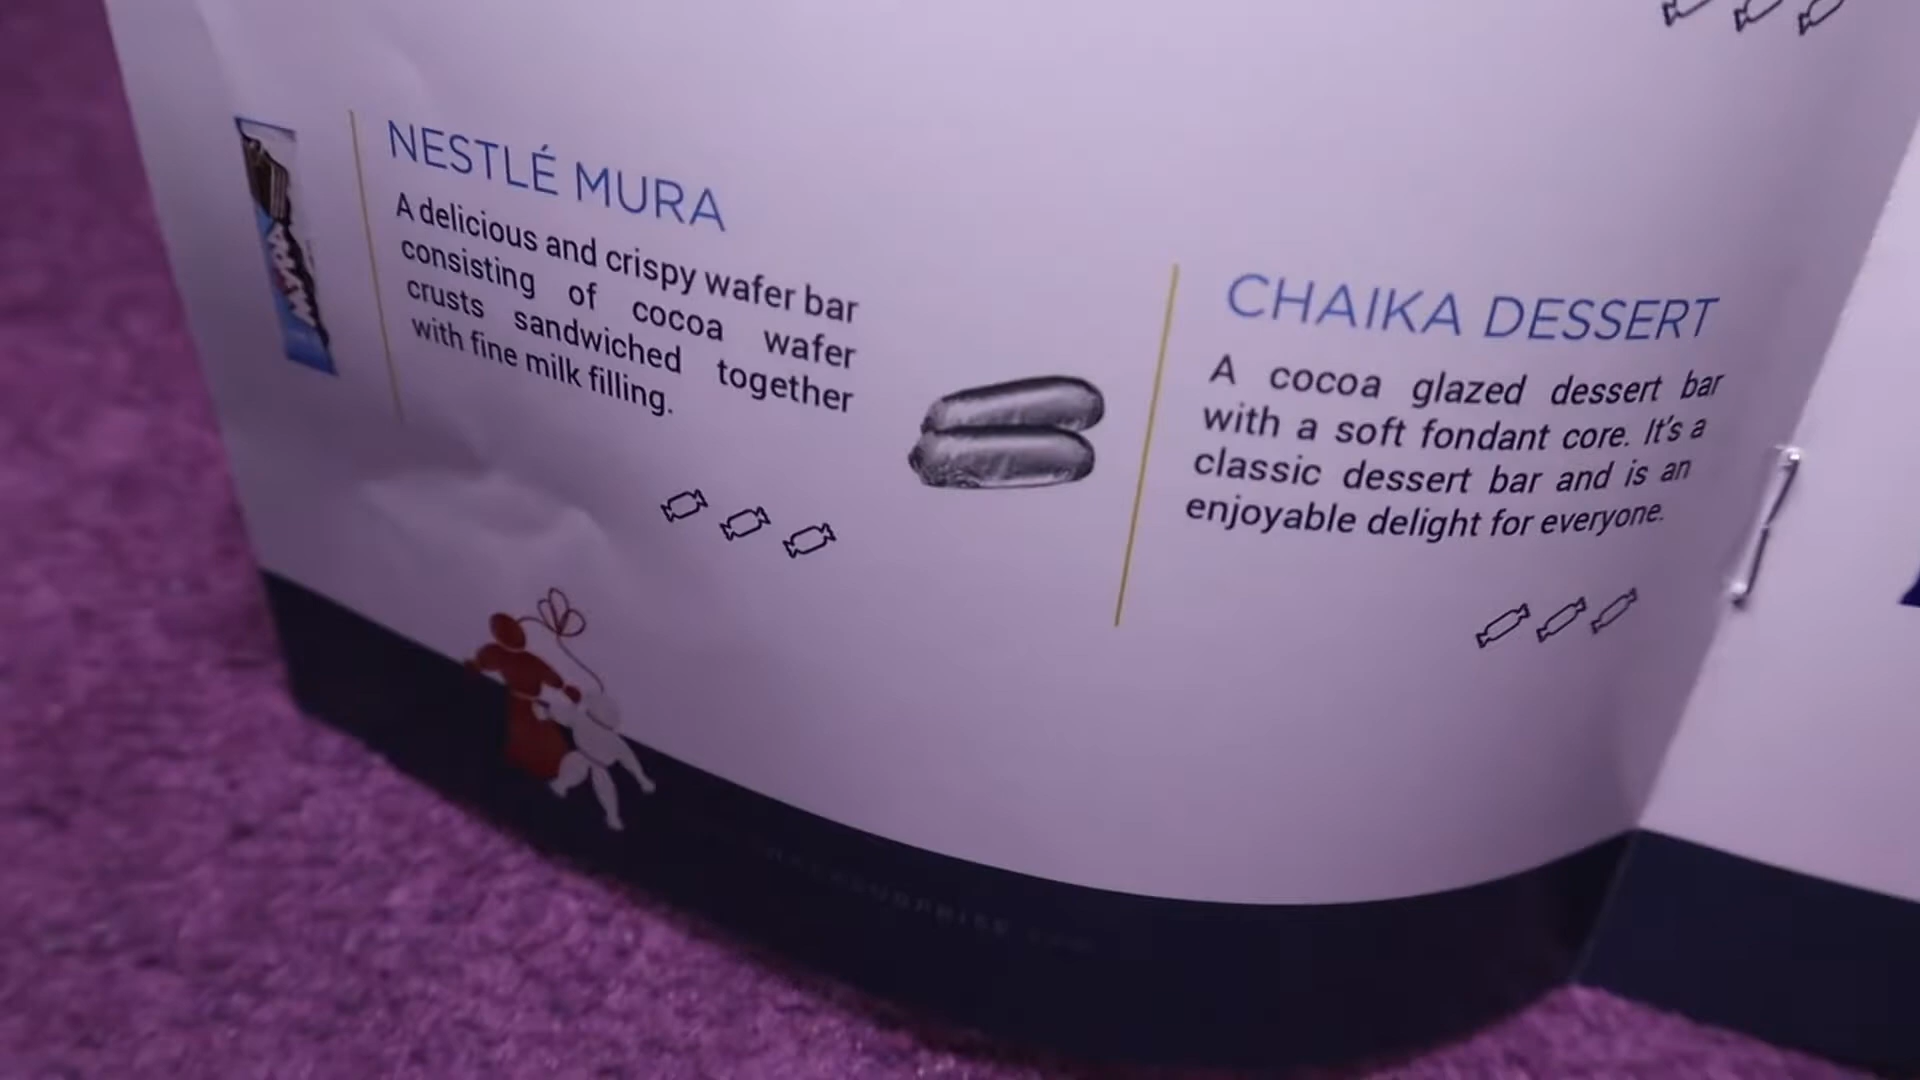 NESTLÉ MURA
A delicious and crispy wafer bar
consisting of cocoa wafer
crusts sandwiched together
with fine milk filling.
CHAIKA DESSERT
A cocoa glazed dessert bar
with a soft fondant core. It's a
classic dessert bar and is an
enjoyable delight for everyone.